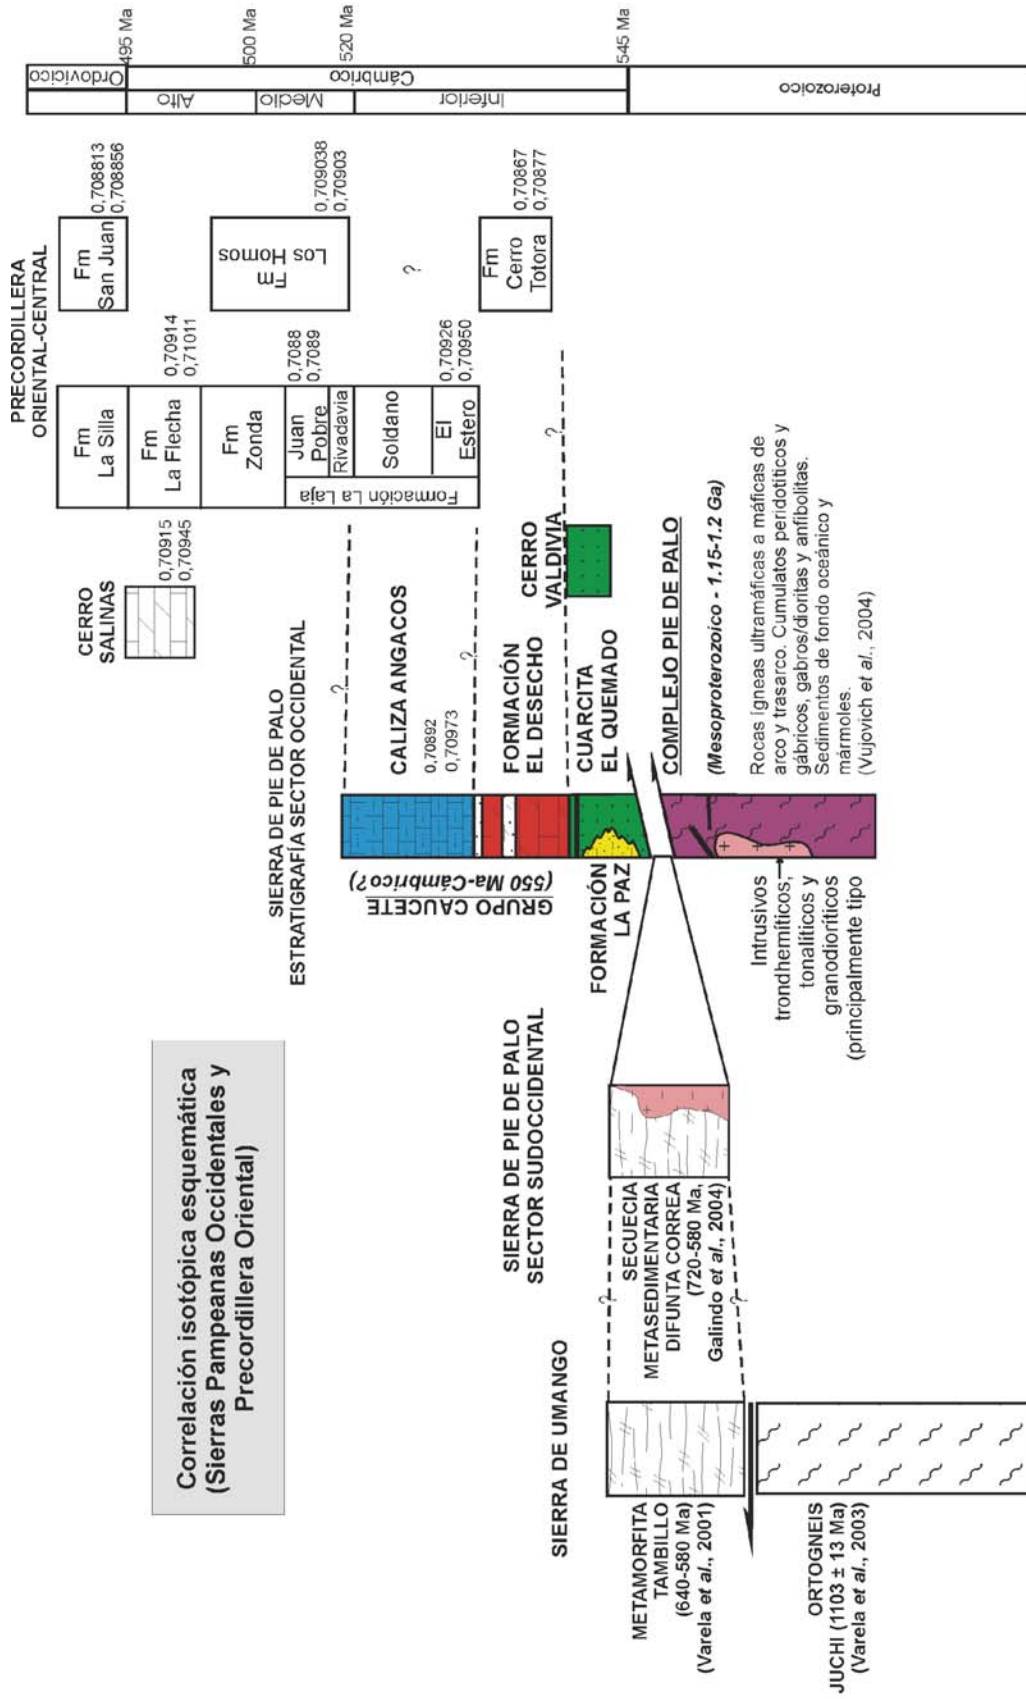 Correlación isotópica esquemática
(Sierras Pampeanas Occidentales y
Precordillera Oriental)
SIERRA DE UMANGO
METAMORFITA
TAMBILLO
(640-580 Ma)
(Varela et al., 2001)
ORTOGNEIS
JUCHI (1103 ± 13 Ma)
(Varela et al., 2003)
?
?
SIERRA DE PIE DE PALO
SECTOR SUDOCCIDENTAL
SECUECIA
METASEDIMENTARIA
DIFUNTA CORREA
(720-580 Ma,
Galindo et al., 2004)
SIERRA DE PIE DE PALO
ESTRATIGRAFÍA SECTOR OCCIDENTAL
GRUPO CAUCETE
(550 Ma-Cámbrico?)
FORMACIÓN
LA PAZ
Intrusivos
trondhemíticos,
tonalíticos y
granodioríticos
(principalmente tipo
?
CALIZA ANGACOS
0,70892
0,70973
?
FORMACIÓN
EL DESECHO
CUARCITA
EL QUEMADO
COMPLEJO PIE DE PALO
(Mesoproterozoico - 1.15-1.2 Ga)
Rocas ígneas ultramáficas a máficas de
arco y trasarco. Cumulatos peridotíticos y
gábricos, gabros/dioritas y anfibolitas.
Sedimentos de fondo oceánico y
mármoles.
(Vujovich et al., 2004)
CERRO
SALINAS
0,70915
0,70945
CERRO
VALDIVIA
?
PRECORDILLERA
ORIENTAL-CENTRAL
Fm
La Silla
Fm
La Flecha
0,70914
0,71011
Fm
Zonda
Juan
Pobre
0,7088
0,7089
Rivadavia
Soldano
El
Estero
0,70926
0,70950
Formación La Laja
Fm
San Juan
0,708813
0,708856
Fm
Los Hornos
0,709038
0,70903
?
Fm
Cerro
Totora
0,70867
0,70877
Ordovícico
Alto
Medio
Inferior
Cámbrico
Proterozoico
495 Ma
500 Ma
520 Ma
545 Ma